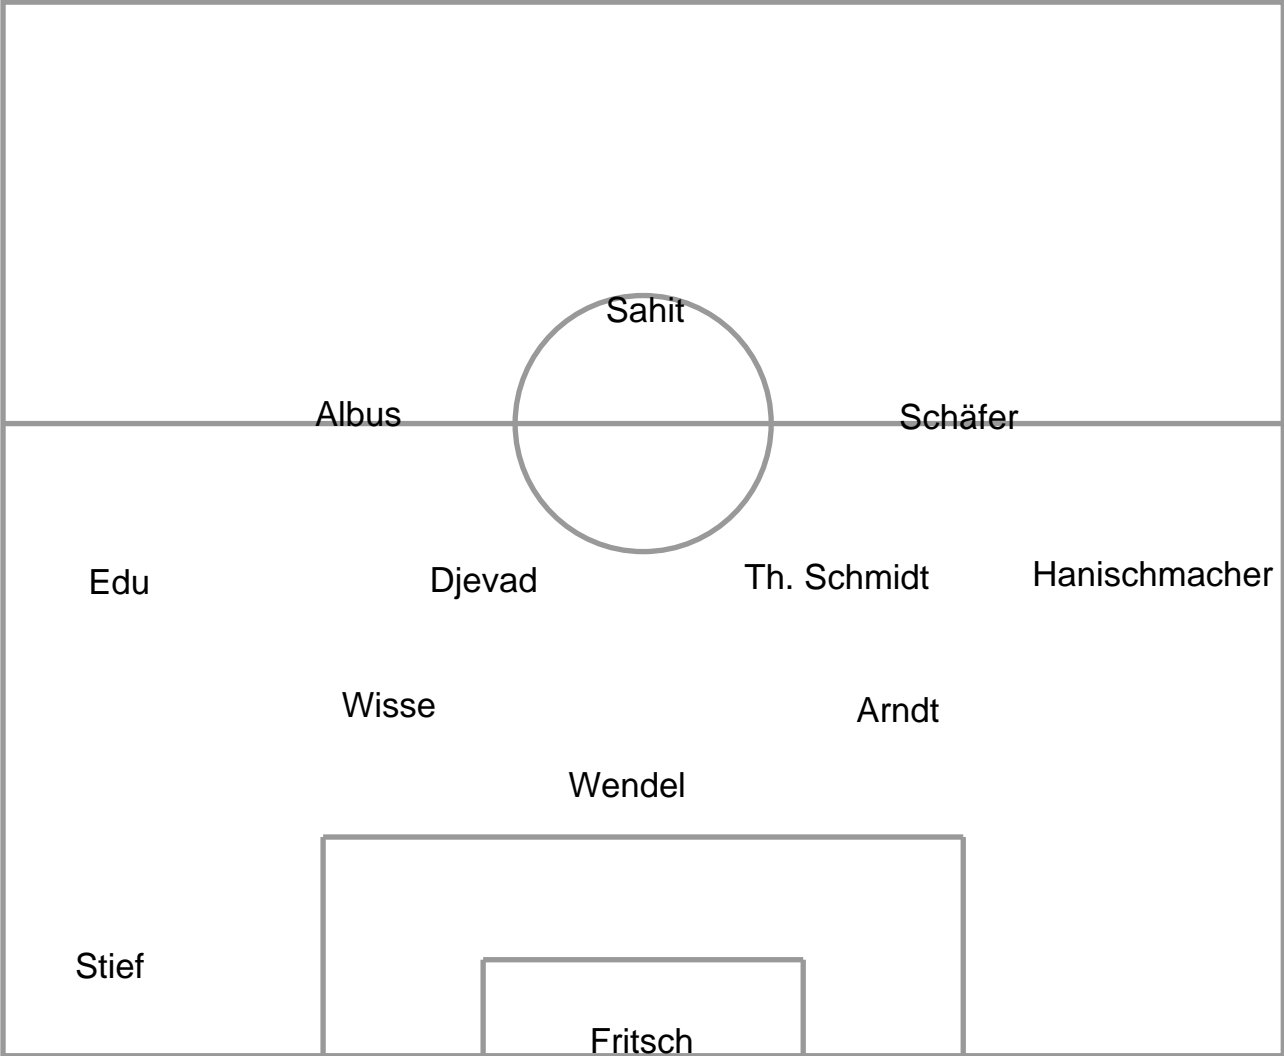 Sahit
Albus
Schäfer
Edu
Djevad
Th. Schmidt
Hanischmacher
Wisse
Arndt
Wendel
Stief
Fritsch